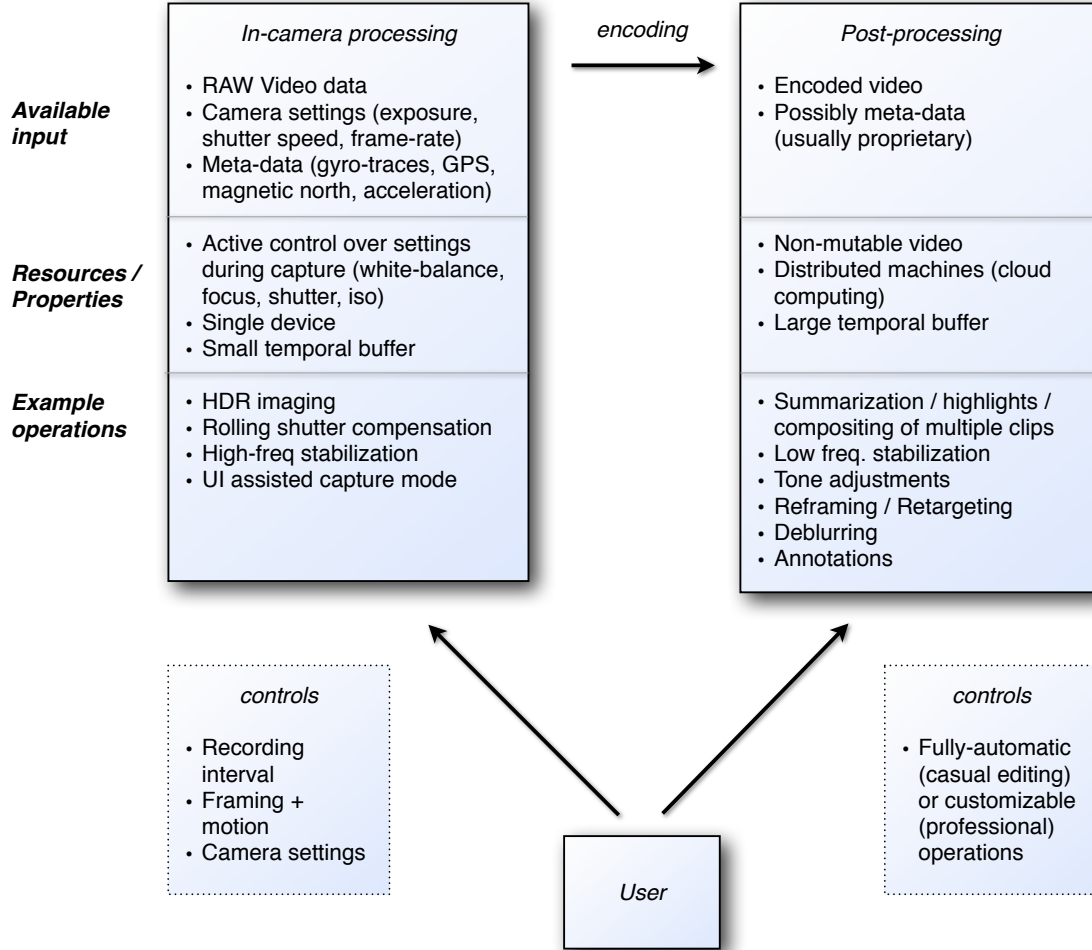 In-camera processing
encoding
Post-processing
Available
input
• RAW Video data
• Camera settings (exposure,
shutter speed, frame-rate)
• Meta-data (gyro-traces, GPS,
magnetic north, acceleration)
• Encoded video
• Possibly meta-data
(usually proprietary)
Resources /
Properties
• Active control over settings
during capture (white-balance,
focus, shutter, iso)
• Single device
• Small temporal buffer
• Non-mutable video
• Distributed machines (cloud
computing)
• Large temporal buffer
Example
operations
• HDR imaging
• Rolling shutter compensation
• High-freq stabilization
• UI assisted capture mode
• Summarization / highlights /
compositing of multiple clips
• Low freq. stabilization
• Tone adjustments
• Reframing / Retargeting
• Deblurring
• Annotations
controls
• Recording
interval
• Framing +
motion
• Camera settings
User
controls
• Fully-automatic
(casual editing)
or customizable
(professional)
operations